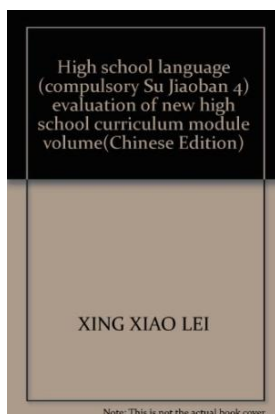 High school language
(compulsory Su Jiaoban 4)
evaluation of new high
school curriculum module
volume(Chinese Edition)
XING XIAO LEI
Note: This is not the actual book cover